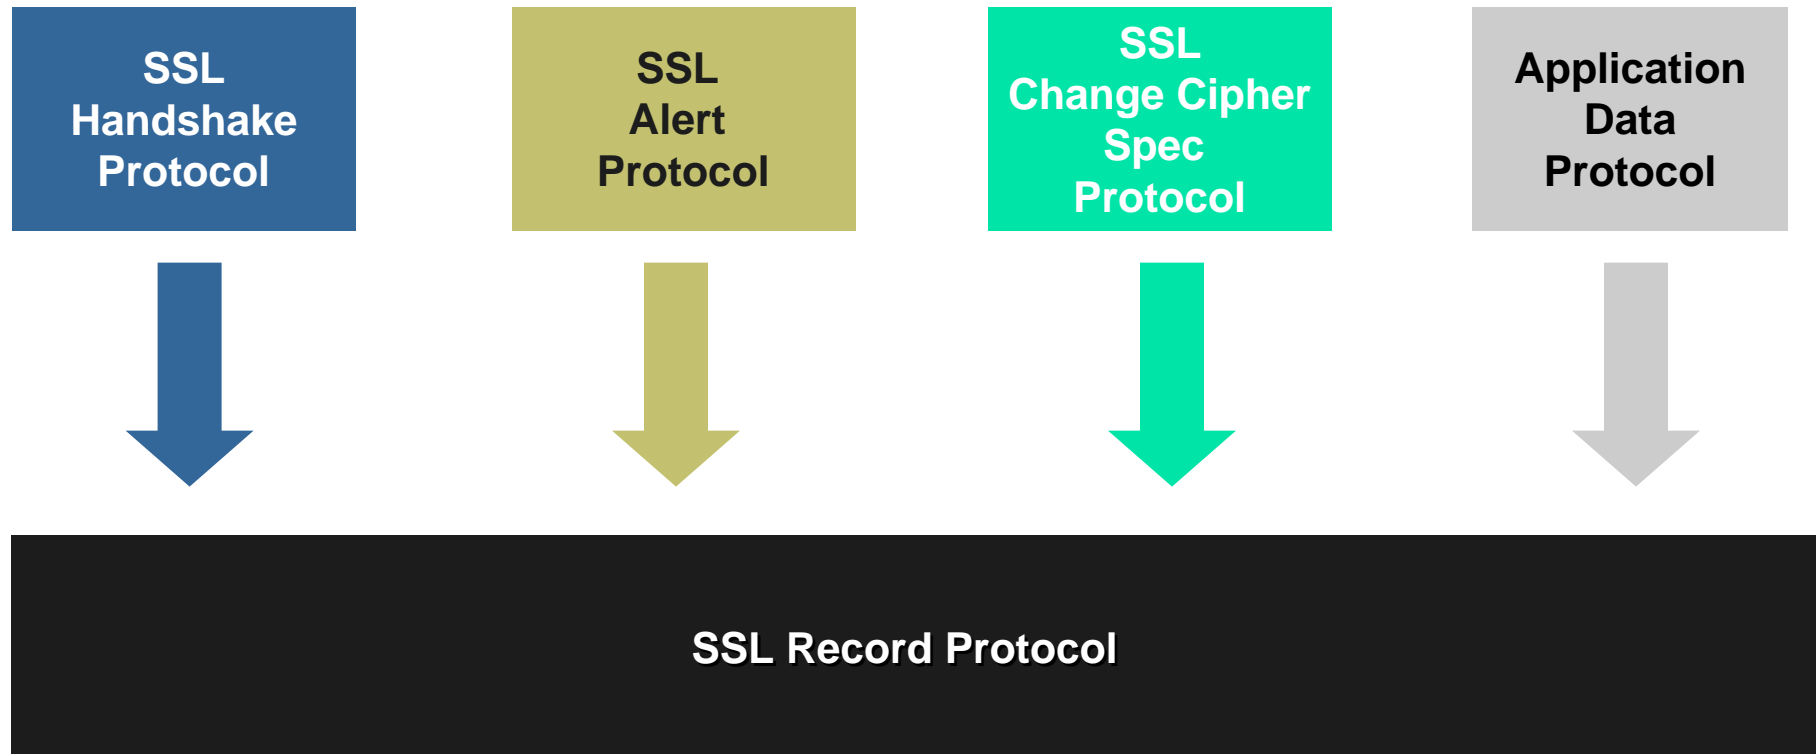 SSL
Handshake
Protocol
SSL
Alert
Protocol
SSL
Change Cipher
Spec
Protocol
Application
Data
Protocol
SSL Record Protocol